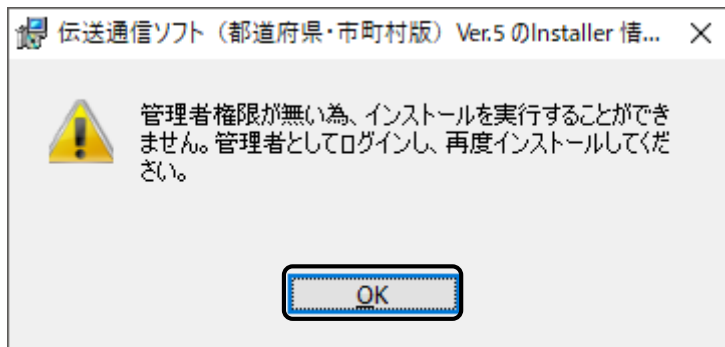 伝送通信ソフト（都道府県・市町村版） Ver.5 のInstaller 情...
管理者権限が無い為、インストールを実行することができ
ません。管理者としてログインし、再度インストールしてくだ
さい。
OK